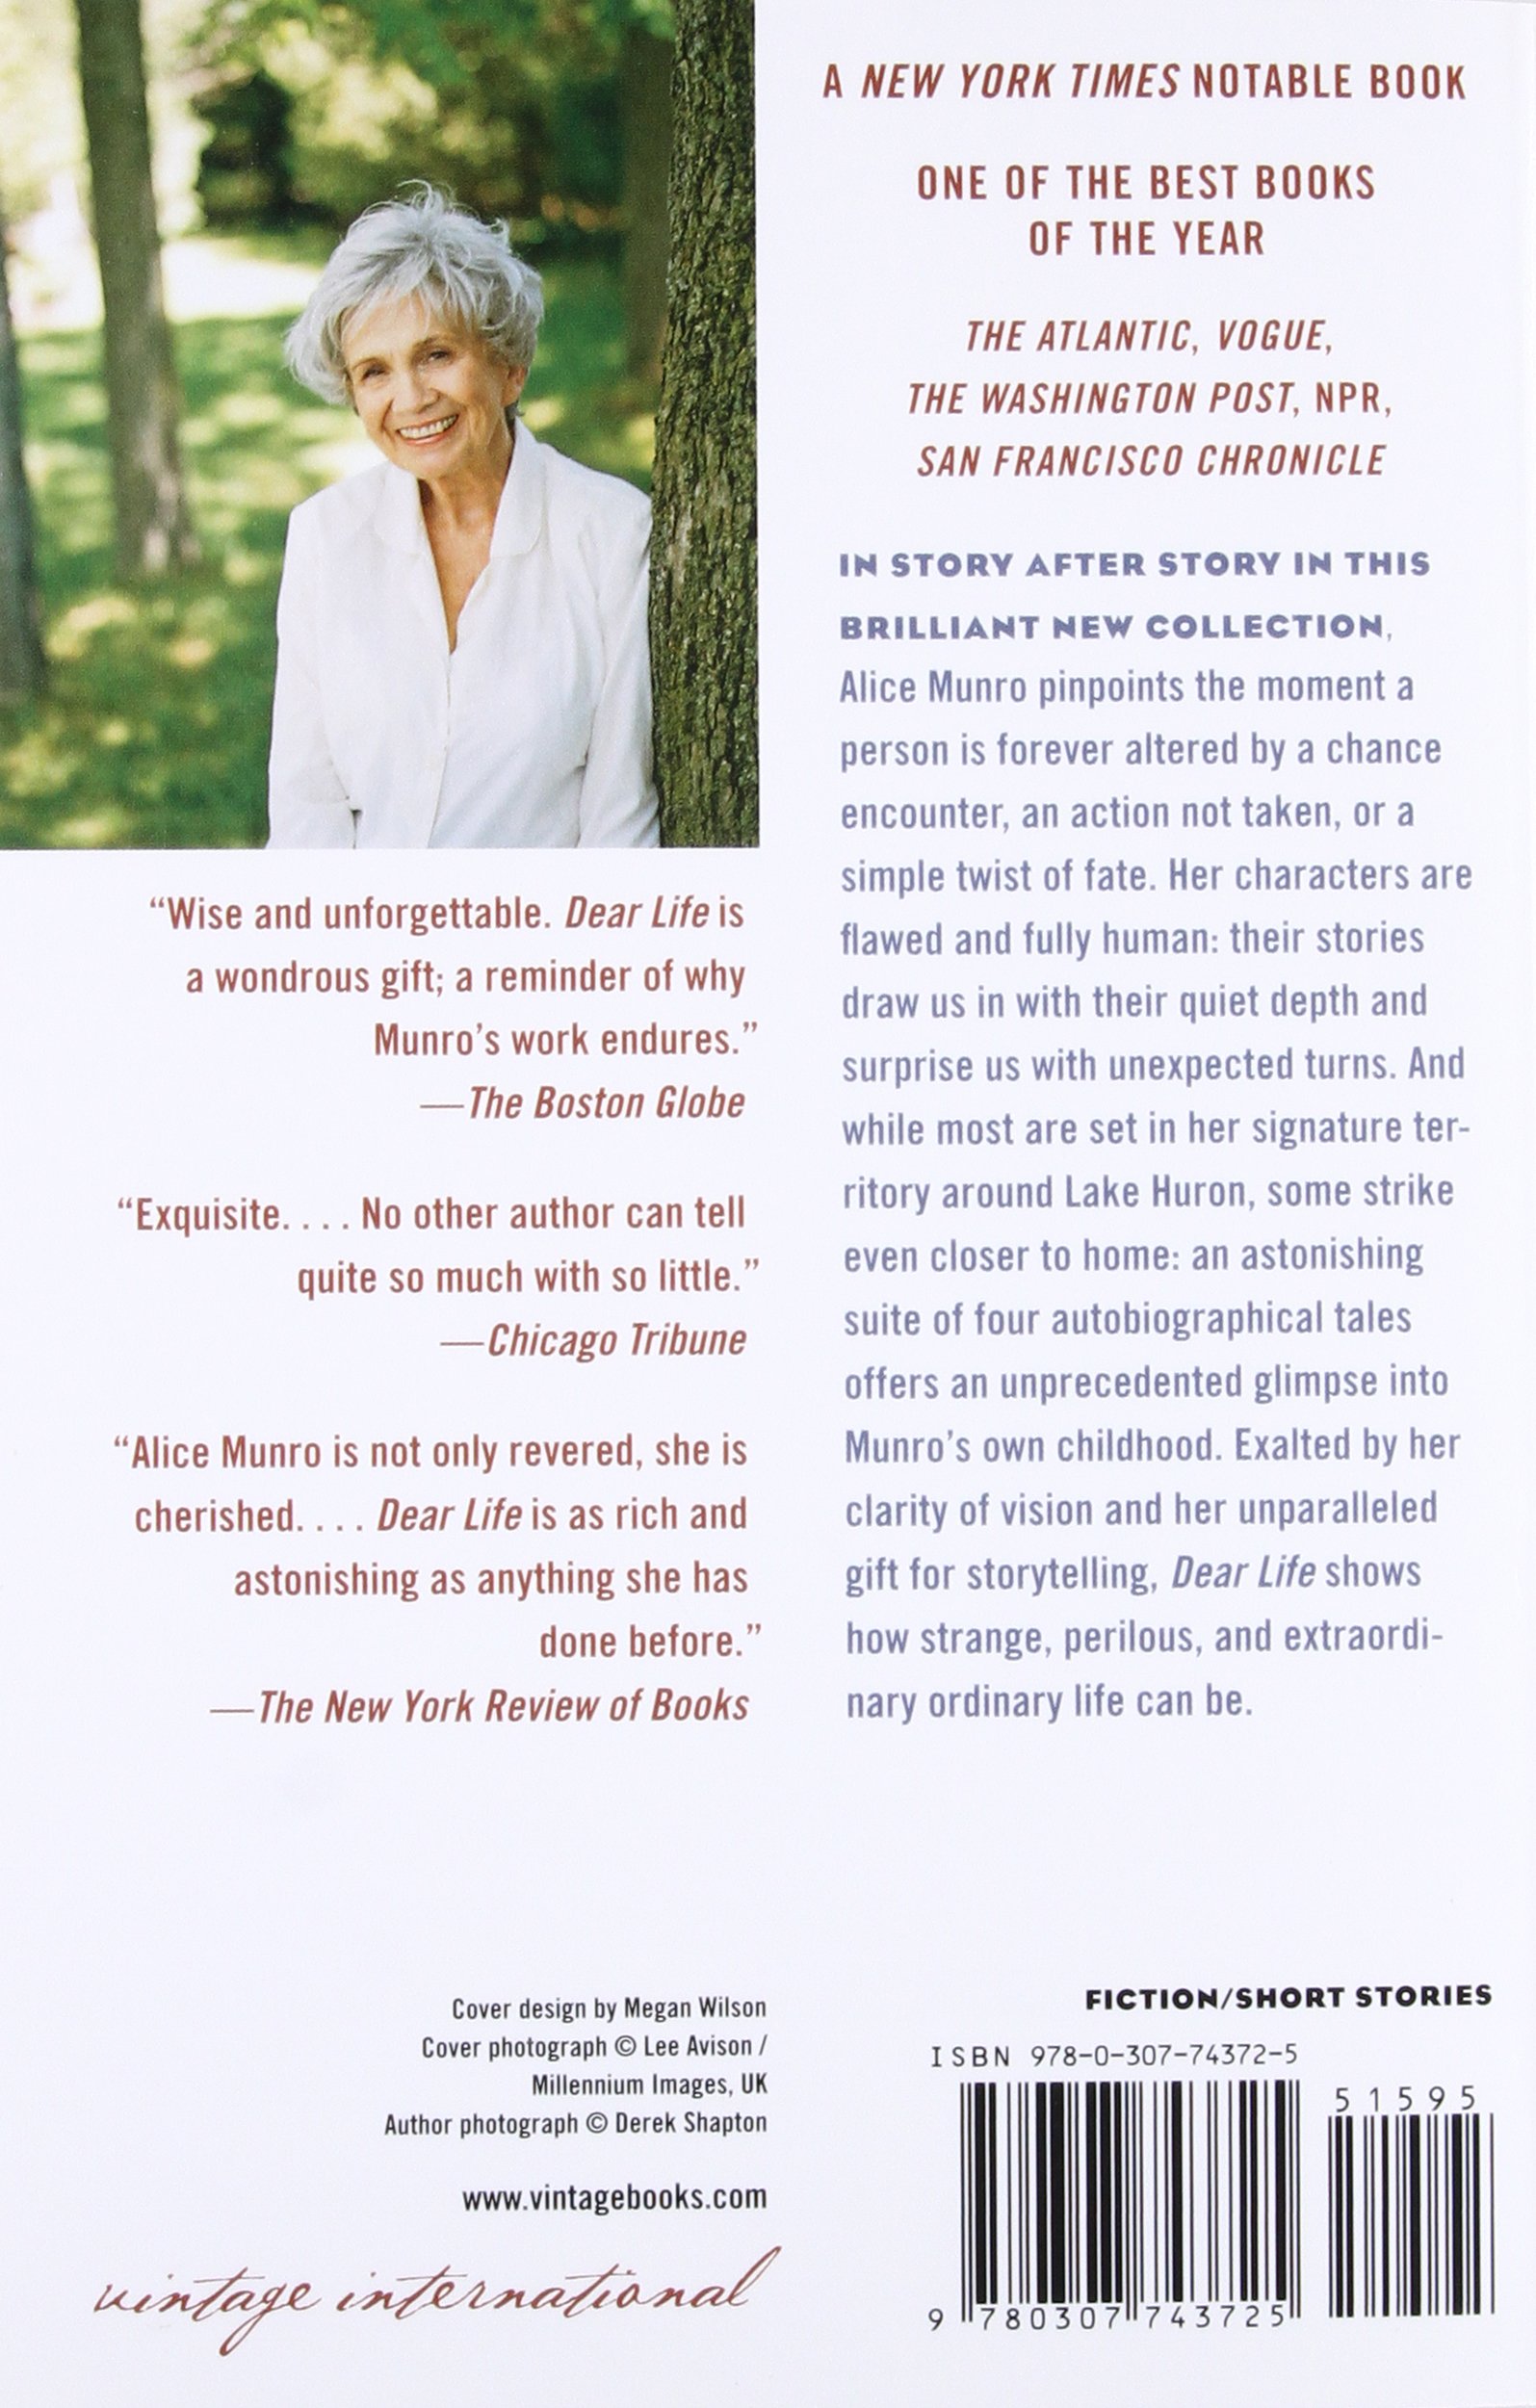 A NEW YORK TIMES NOTABLE BOOK
ONE OF THE BEST BOOKS
OF THE YEAR
THE ATLANTIC, VOGUE,
THE WASHINGTON POST, NPR,
SAN FRANCISCO CHRONICLE
IN STORY AFTER STORY IN THIS
BRILLIANT NEW COLLECTION,
Alice Munro pinpoints the moment a
person is forever altered by a chance
encounter, an action not taken, or a
simple twist of fate. Her characters are
flawed and fully human: their stories
draw us in with their quiet depth and
surprise us with unexpected turns. And
while most are set in her signature ter-
ritory around Lake Huron, some strike
even closer to home: an astonishing
suite of four autobiographical tales
offers an unprecedented glimpse into
Munro’s own childhood. Exalted by her
clarity of vision and her unparalleled
gift for storytelling, Dear Life shows
how strange, perilous, and extraordi-
nary ordinary life can be.
“Wise and unforgettable. Dear Life is
a wondrous gift; a reminder of why
Munro’s work endures.”
—The Boston Globe
“Exquisite. . . . No other author can tell
quite so much with so little.”
—Chicago Tribune
“Alice Munro is not only revered, she is
cherished. . . . Dear Life is as rich and
astonishing as anything she has
done before.”
—The New York Review of Books
Cover design by Megan Wilson
Cover photograph © Lee Avison /
Millennium Images, UK
Author photograph © Derek Shapton
www.vintagebooks.com
vintage international
FICTION/SHORT STORIES
ISBN 978-0-307-74372-5
51595
9 780307 743725